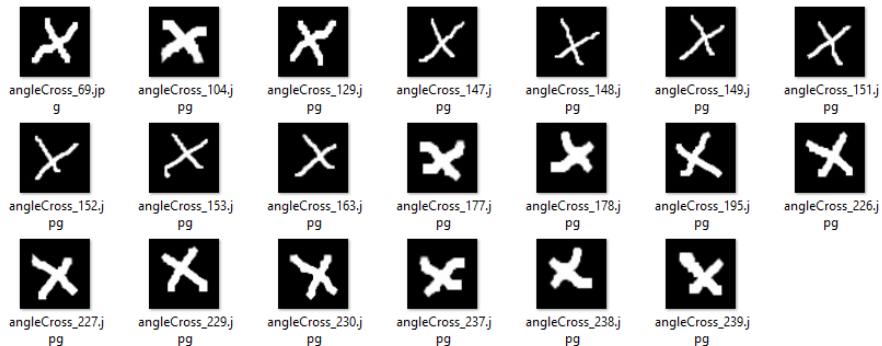 angleCross_69.jp angleCross_104.j angleCross_129.j angleCross_147.j angleCross_148.j angleCross_149.j angleCross_151.j
g pg pg pg pg pg pg
angleCross_152.j angleCross_153.j angleCross_163.j angleCross_177.j angleCross_178.j angleCross_195.j angleCross_226.j
pg pg pg pg pg pg pg
angleCross_227.j angleCross_229.j angleCross_230.j angleCross_237.j angleCross_238.j angleCross_239.j
pg pg pg pg pg pg